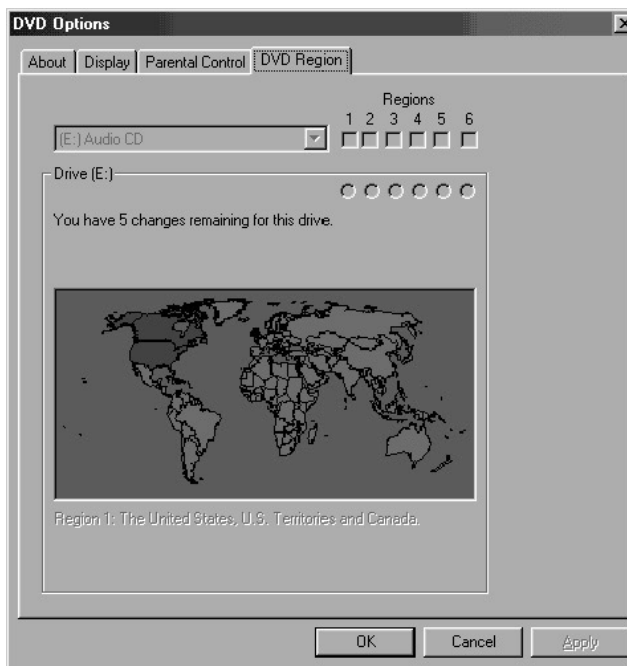 DVD Options
About Display Parental Control DVD Region
Regions
1 2 3 4 5 6
(E:) Audio CD
Drive (E:)
You have 5 changes remaining for this drive.
Region 1: The United States, U.S. Territories and Canada.
OK Cancel Apply